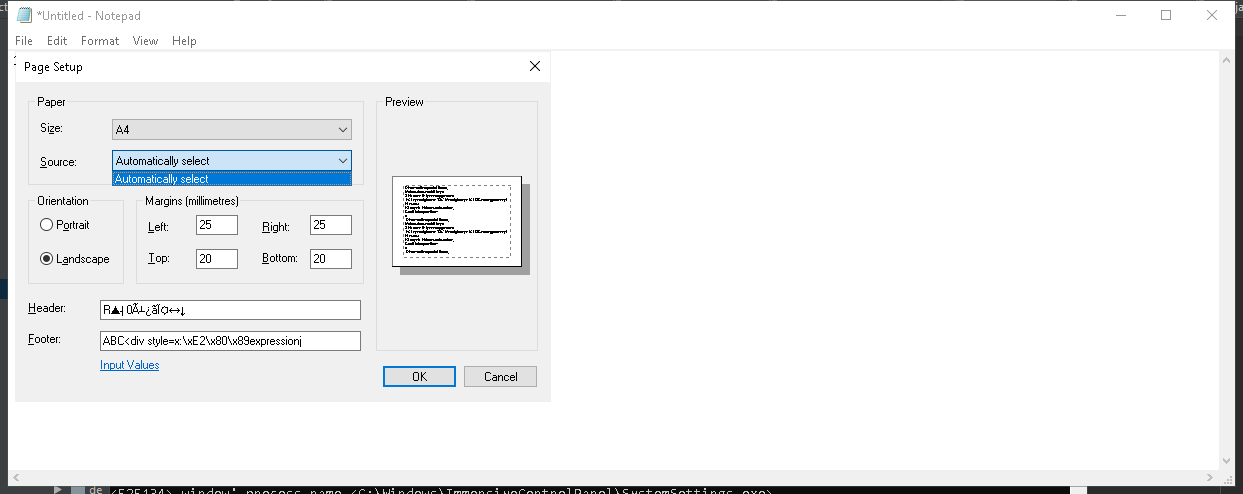 *Untitled - Notepad
File Edit Format View Help
Page Setup
Paper
Preview
Size: A4
Source: Automatically select
Automatically select
Orientation
Margins (millimetres)
Portrait
Left: 25 Right: 25
Landscape
Top: 20 Bottom: 20
Header: R▲┤0Ã┴¿ãÏ¤↔↓
Footer: ABC<div style=x:\xE2\x80\x89expression
Input Values
OK Cancel
de <525134> window' process name <C:\Windows\ImmersiveControlPanel\SystemSettings.exe>